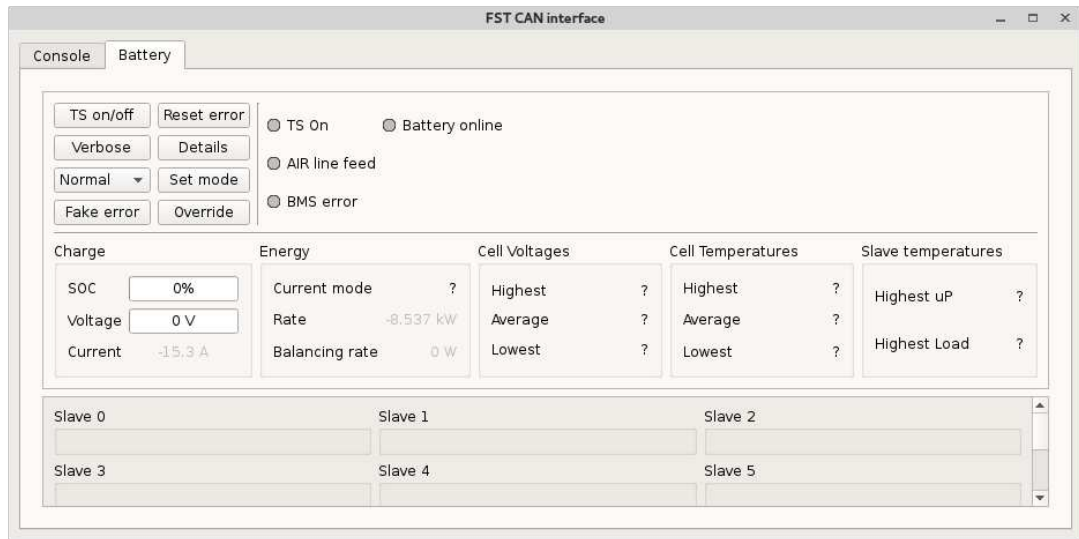 FST CAN interface
Console Battery
TS on/off Reset error
Verbose Details
Normal Set mode
Fake error Override
TS On Battery online
AIR line feed
BMS error
Charge
SOC 0%
Voltage 0 V
Current -15.3 A
Energy
Current mode ?
Rate -8.537 kW
Balancing rate 0 W
Cell Voltages
Highest ?
Average ?
Lowest ?
Cell Temperatures
Highest ?
Average ?
Lowest ?
Slave temperatures
Highest uP ?
Highest Load ?
Slave 0 Slave 1 Slave 2
Slave 3 Slave 4 Slave 5